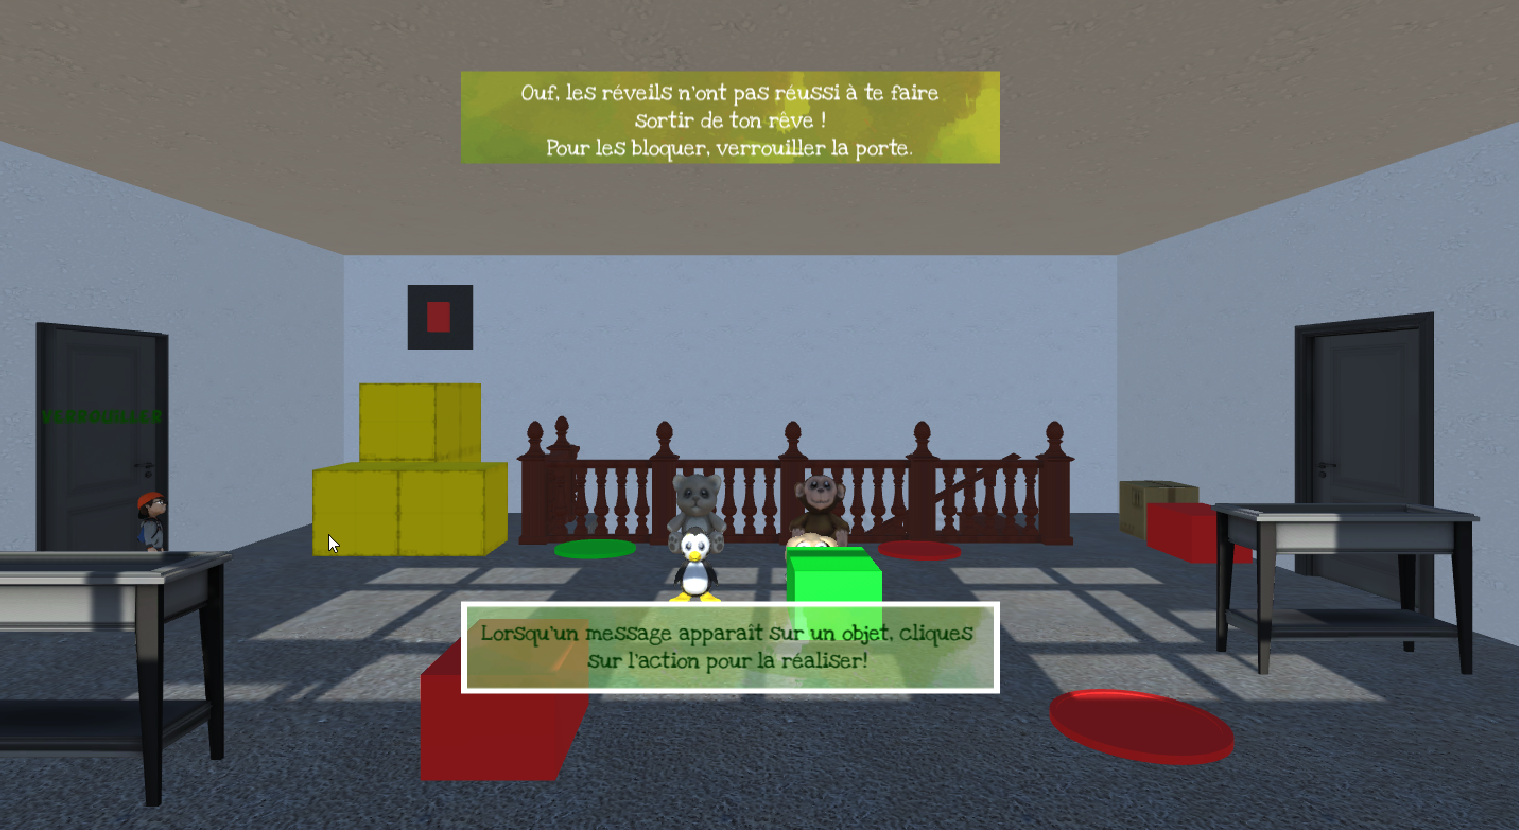 Ouf, les réveils n'ont pas réussi à te faire
sortir de ton rêve !
Pour les bloquer, verrouiller la porte.
VERROUILLER
Lorsqu'un message apparaît sur un objet, cliques
sur l'action pour la réaliser!